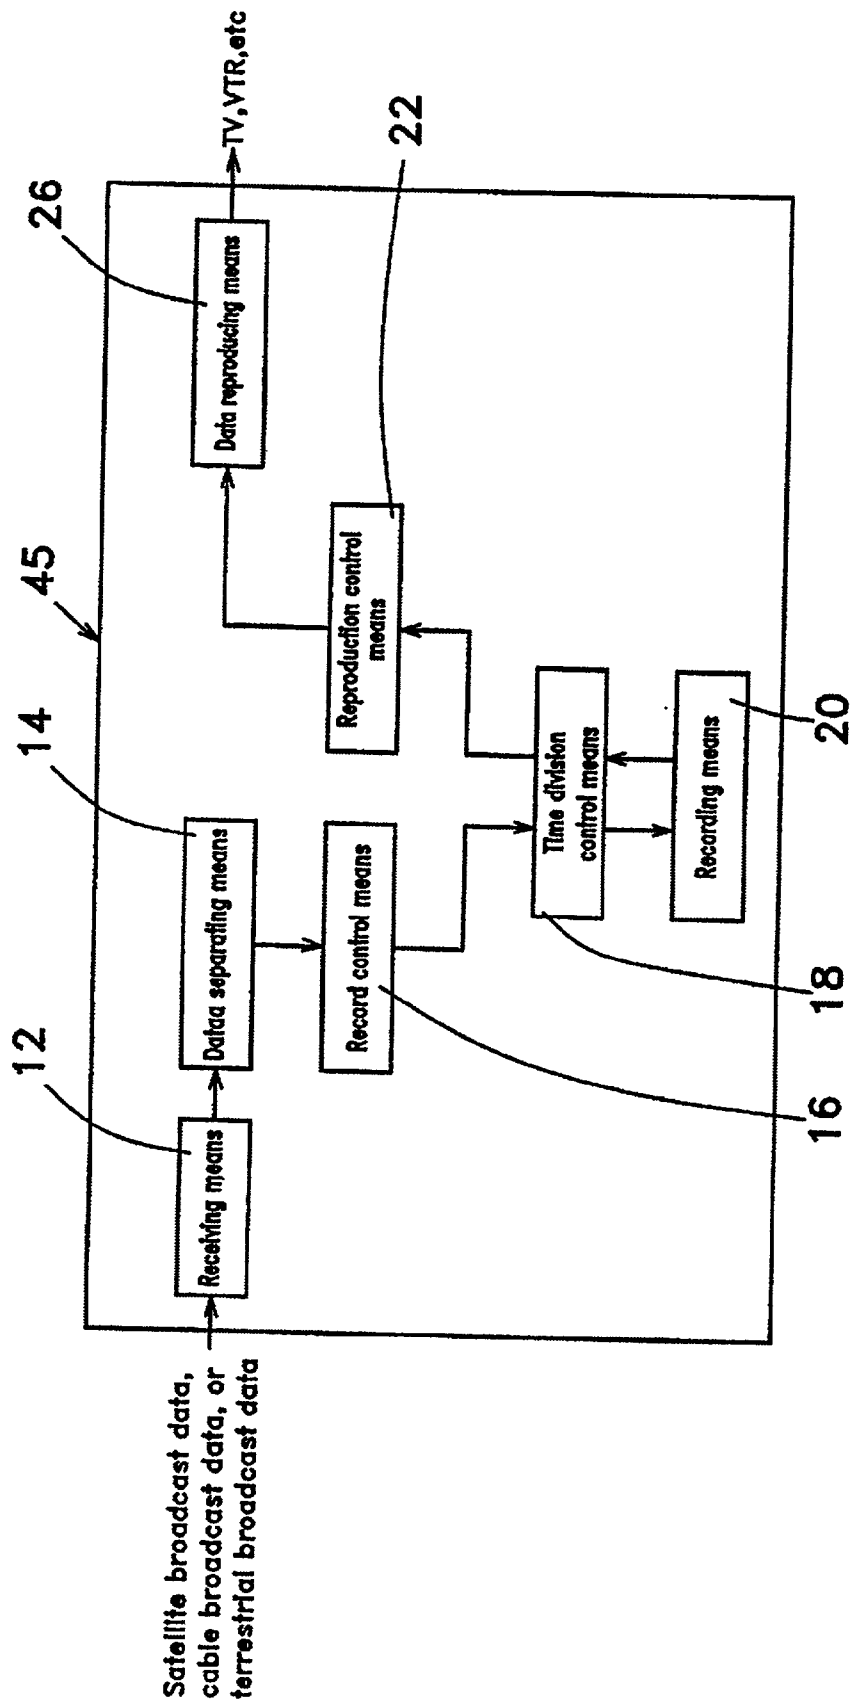 Satellite broadcast data,
cable broadcast data, or
terrestrial broadcast data
12
Receiving means
14
Dataa separating means
16
Record control means
18
Time division
control means
20
Recording means
45
22
Reproduction control
means
26
Data reproducing means
TV,VTR,etc